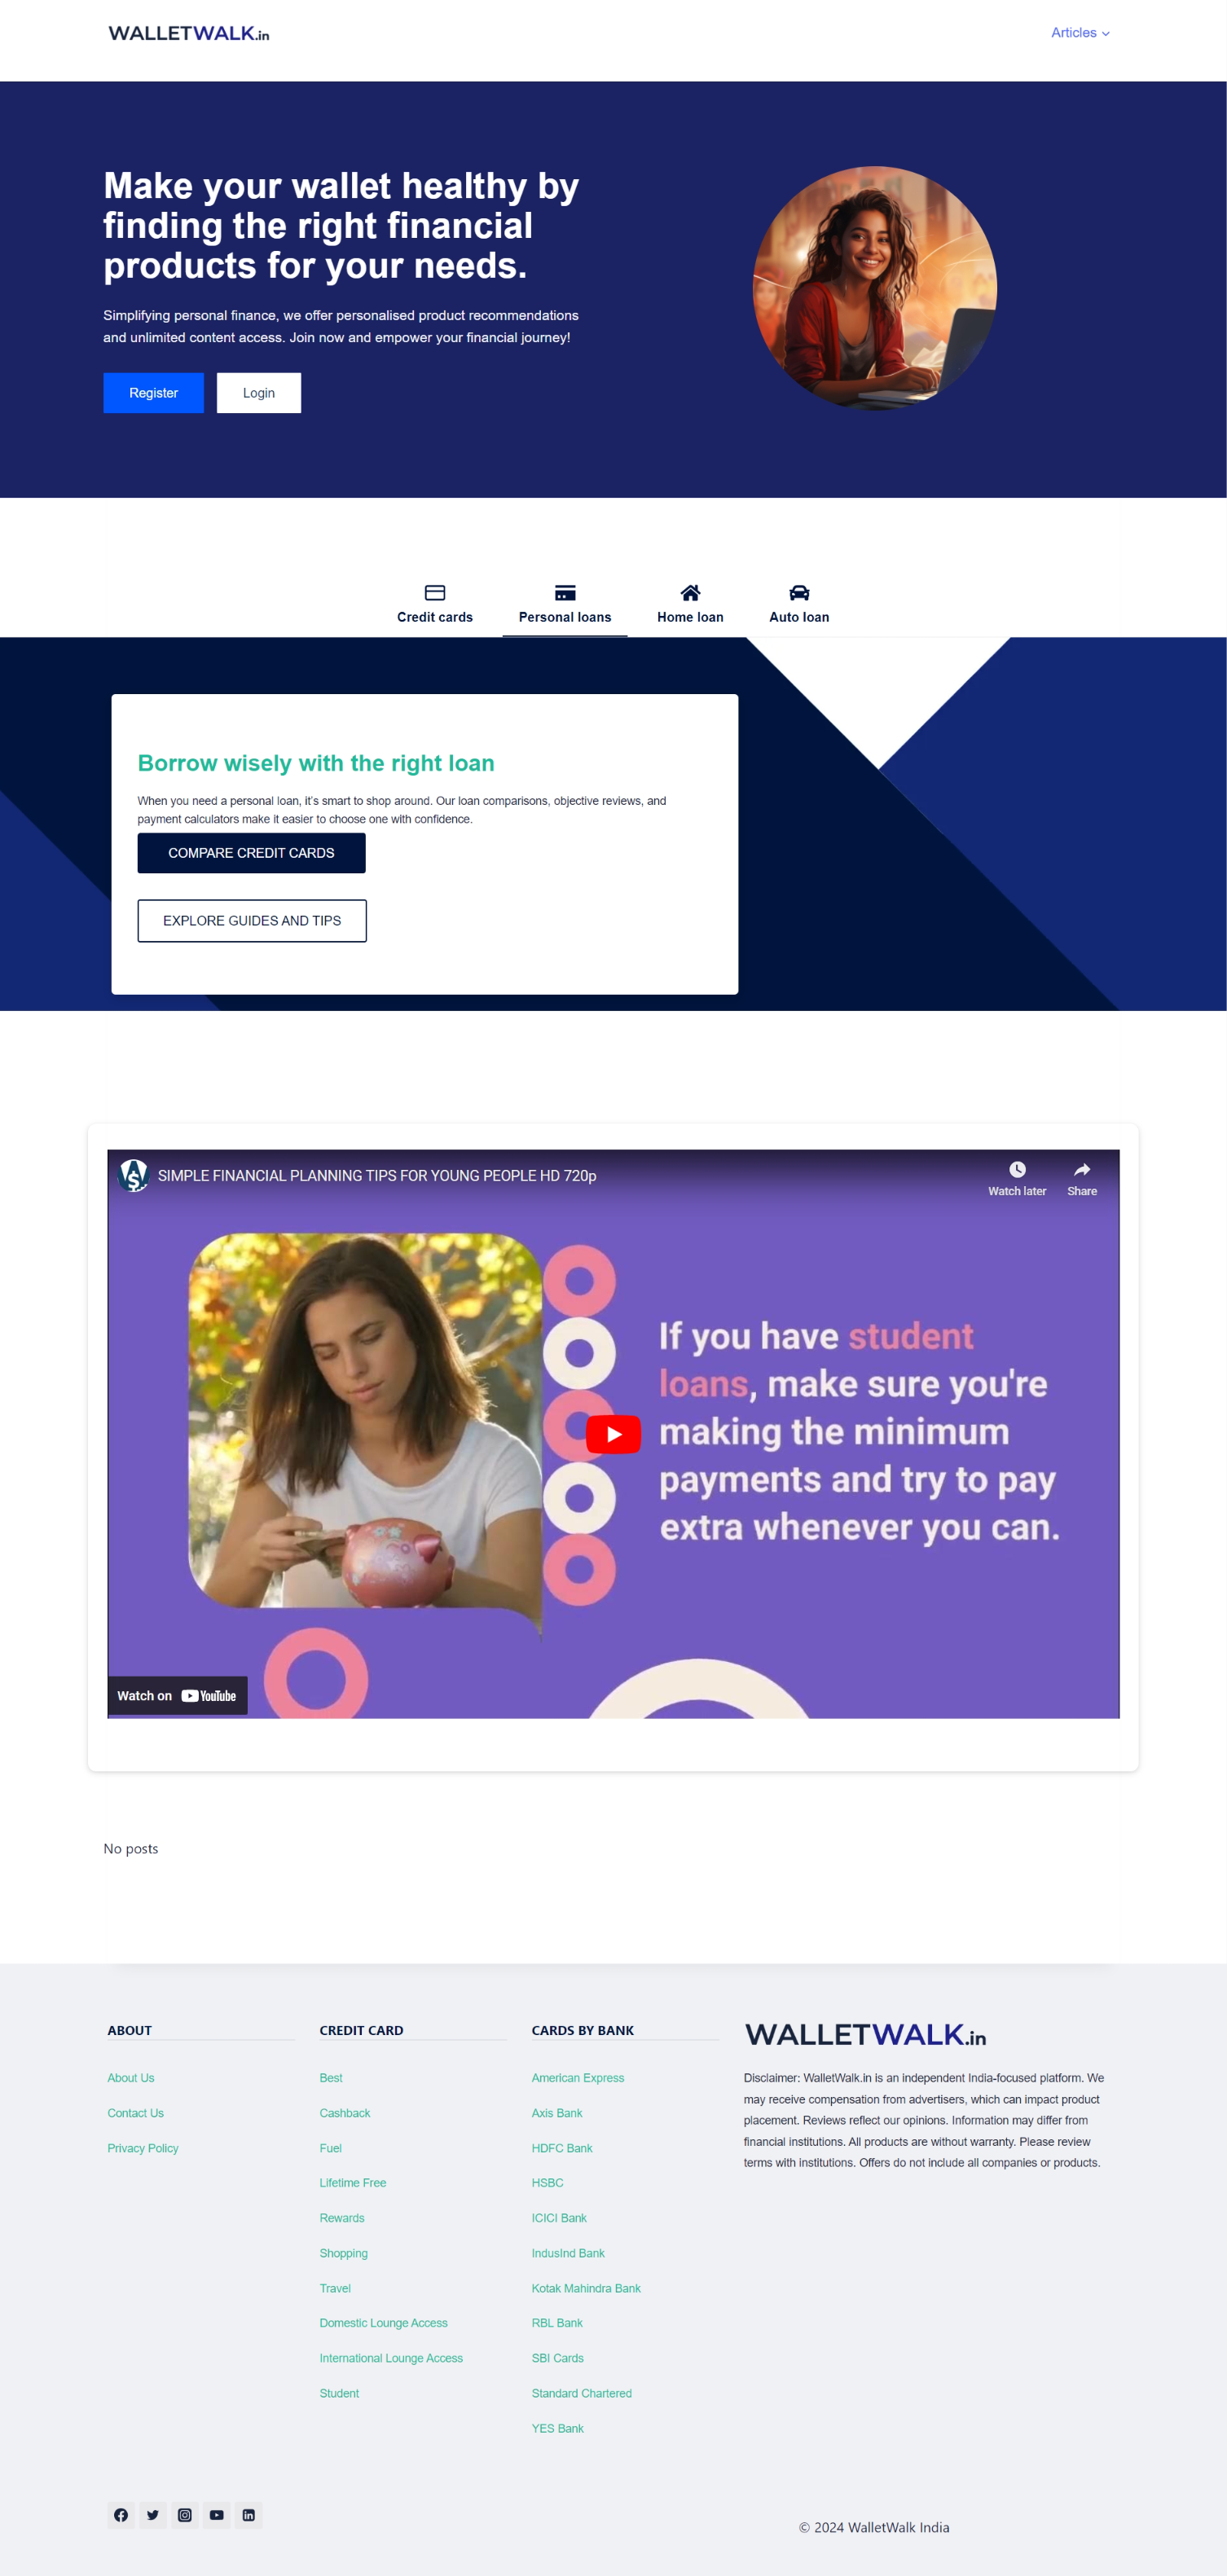 WALLETWALK.in
Articles
Make your wallet healthy by
finding the right financial
products for your needs.
Simplifying personal finance, we offer personalised product recommendations
and unlimited content access. Join now and empower your financial journey!
Register
Login
Credit cards
Personal loans
Home loan
Auto loan
Borrow wisely with the right loan
When you need a personal loan, it's smart to shop around. Our loan comparisons, objective reviews, and
payment calculators make it easier to choose one with confidence.
COMPARE CREDIT CARDS
EXPLORE GUIDES AND TIPS
SIMPLE FINANCIAL PLANNING TIPS FOR YOUNG PEOPLE HD 720p
Watch later
Share
If you have student
loans, make sure you're
making the minimum
payments and try to pay
extra whenever you can.
Watch on YouTube
No posts
ABOUT
About Us
Contact Us
Privacy Policy
CREDIT CARD
Best
Cashback
Fuel
Lifetime Free
Rewards
Shopping
Travel
Domestic Lounge Access
International Lounge Access
Student
CARDS BY BANK
American Express
Axis Bank
HDFC Bank
HSBC
ICICI Bank
IndusInd Bank
Kotak Mahindra Bank
RBL Bank
SBI Cards
Standard Chartered
YES Bank
WALLETWALK.in
Disclaimer: WalletWalk.in is an independent India-focused platform. We
may receive compensation from advertisers, which can impact product
placement. Reviews reflect our opinions. Information may differ from
financial institutions. All products are without warranty. Please review
terms with institutions. Offers do not include all companies or products.
© 2024 WalletWalk India